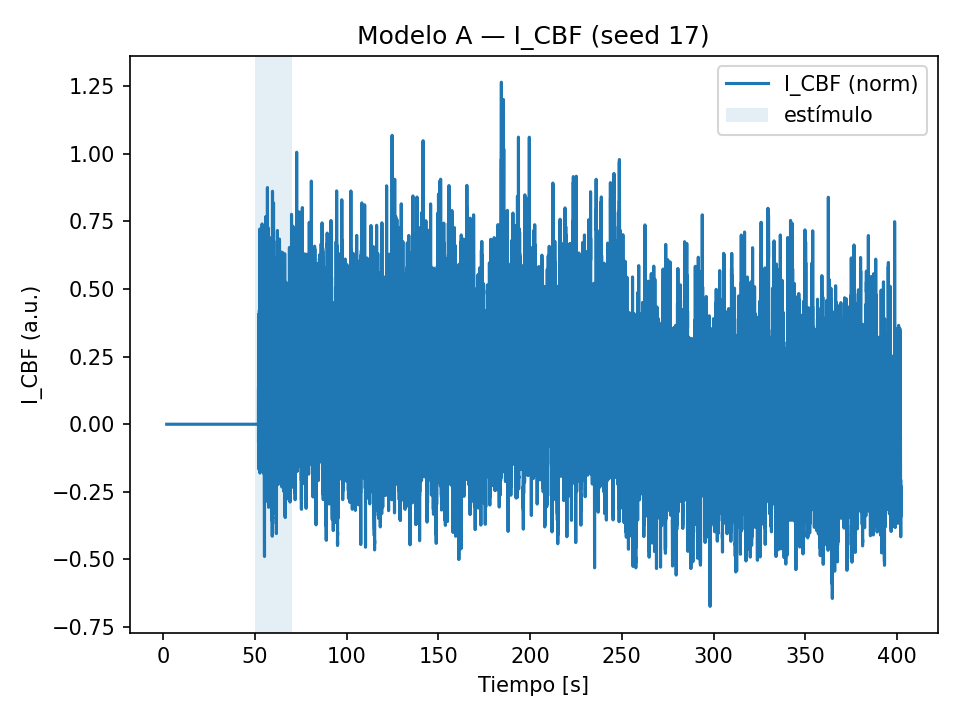 Modelo A — I_CBF (seed 17)
I_CBF (norm)
estímulo
1.25
1.00
0.75
0.50
0.25
0.00
−0.25
−0.50
−0.75
I_CBF (a.u.)
0 50 100 150 200 250 300 350 400
Tiempo [s]